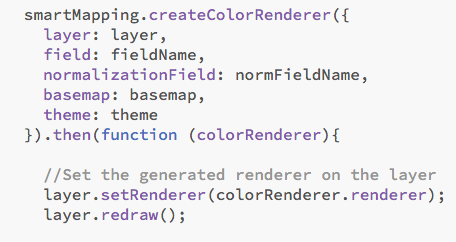 smartMapping.createColorRenderer({
  layer: layer,
  field: fieldName,
  normalizationField: normFieldName,
  basemap: basemap,
  theme: theme
}).then(function (colorRenderer){
  //Set the generated renderer on the layer
  layer.setRenderer(colorRenderer.renderer);
  layer.redraw();